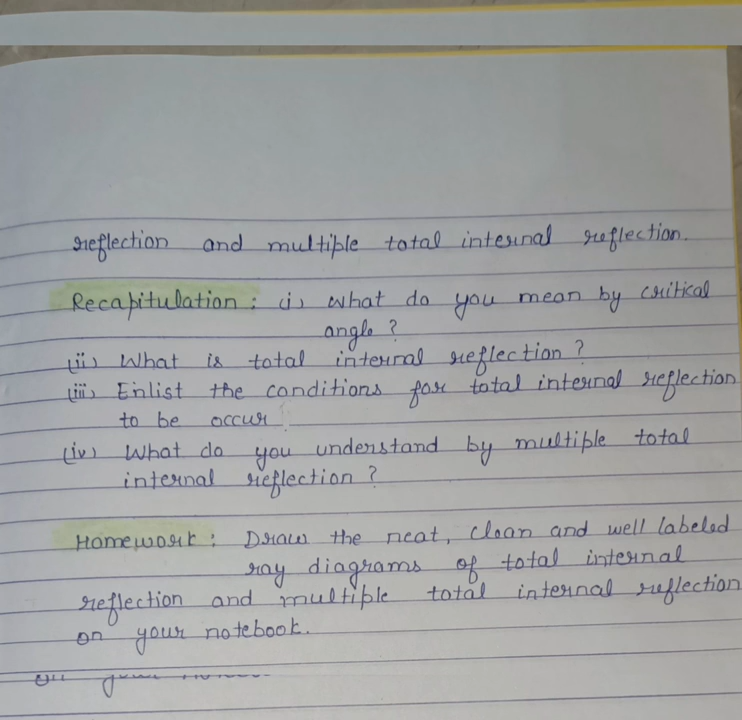 reflection and multiple total internal reflection.
Recapitulation : (i) What do you mean by critical
angle ?
(ii) What is total internal reflection ?
(iii) Enlist the conditions for total internal reflection
to be occur
(iv) What do you understand by multiple total
internal reflection ?
Homework : Draw the neat, clean and well labeled
ray diagrams of total internal
reflection and multiple total internal reflection
on your notebook.